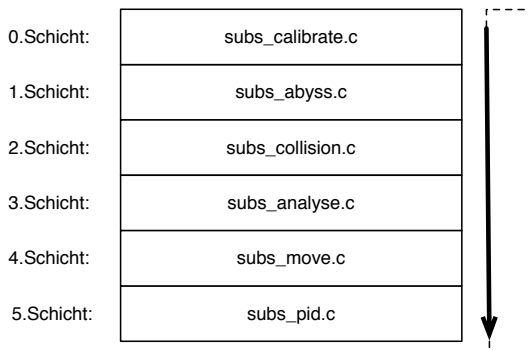 0.Schicht: subs_calibrate.c
1.Schicht: subs_abyss.c
2.Schicht: subs_collision.c
3.Schicht: subs_analyse.c
4.Schicht: subs_move.c
5.Schicht: subs_pid.c